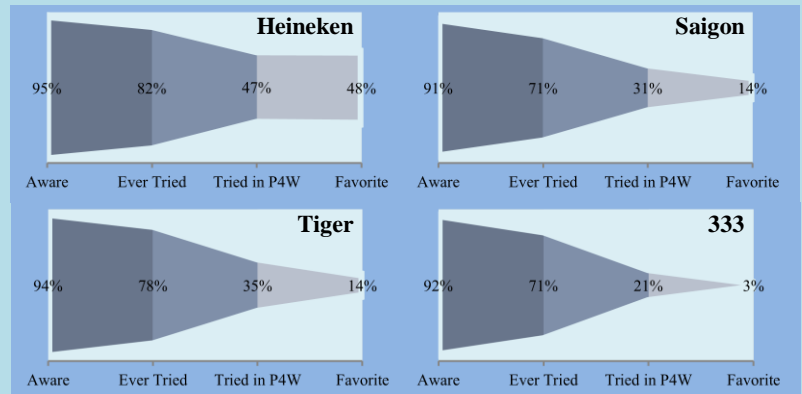 Heineken
95% 82% 47% 48%
Aware Ever Tried Tried in P4W Favorite
Saigon
91% 71% 31% 14%
Aware Ever Tried Tried in P4W Favorite
Tiger
94% 78% 35% 14%
Aware Ever Tried Tried in P4W Favorite
333
92% 71% 21% 3%
Aware Ever Tried Tried in P4W Favorite